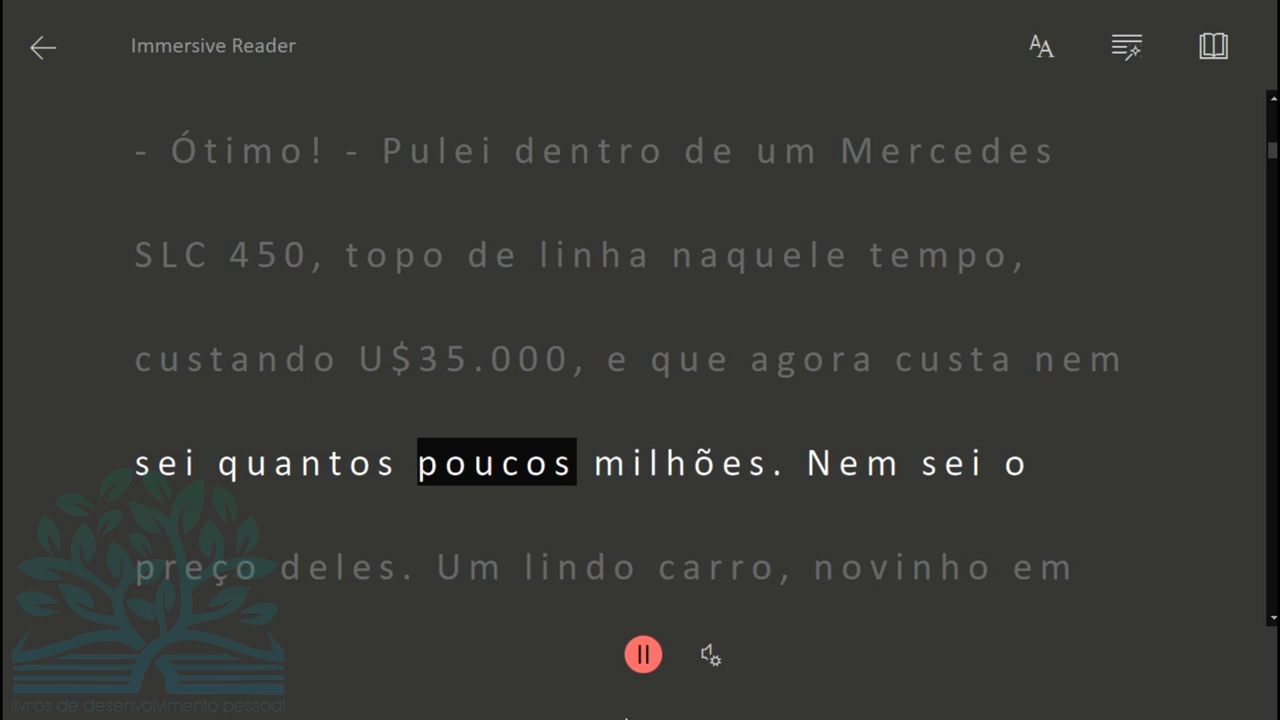 Immersive Reader
- Ótimo! - Pulei dentro de um Mercedes
SLC 450, topo de linha naquele tempo,
custando U$35.000, e que agora custa nem
sei quantos poucos milhões. Nem sei o
preço deles. Um lindo carro, novinho em
livros de desenvolvimento pessoal